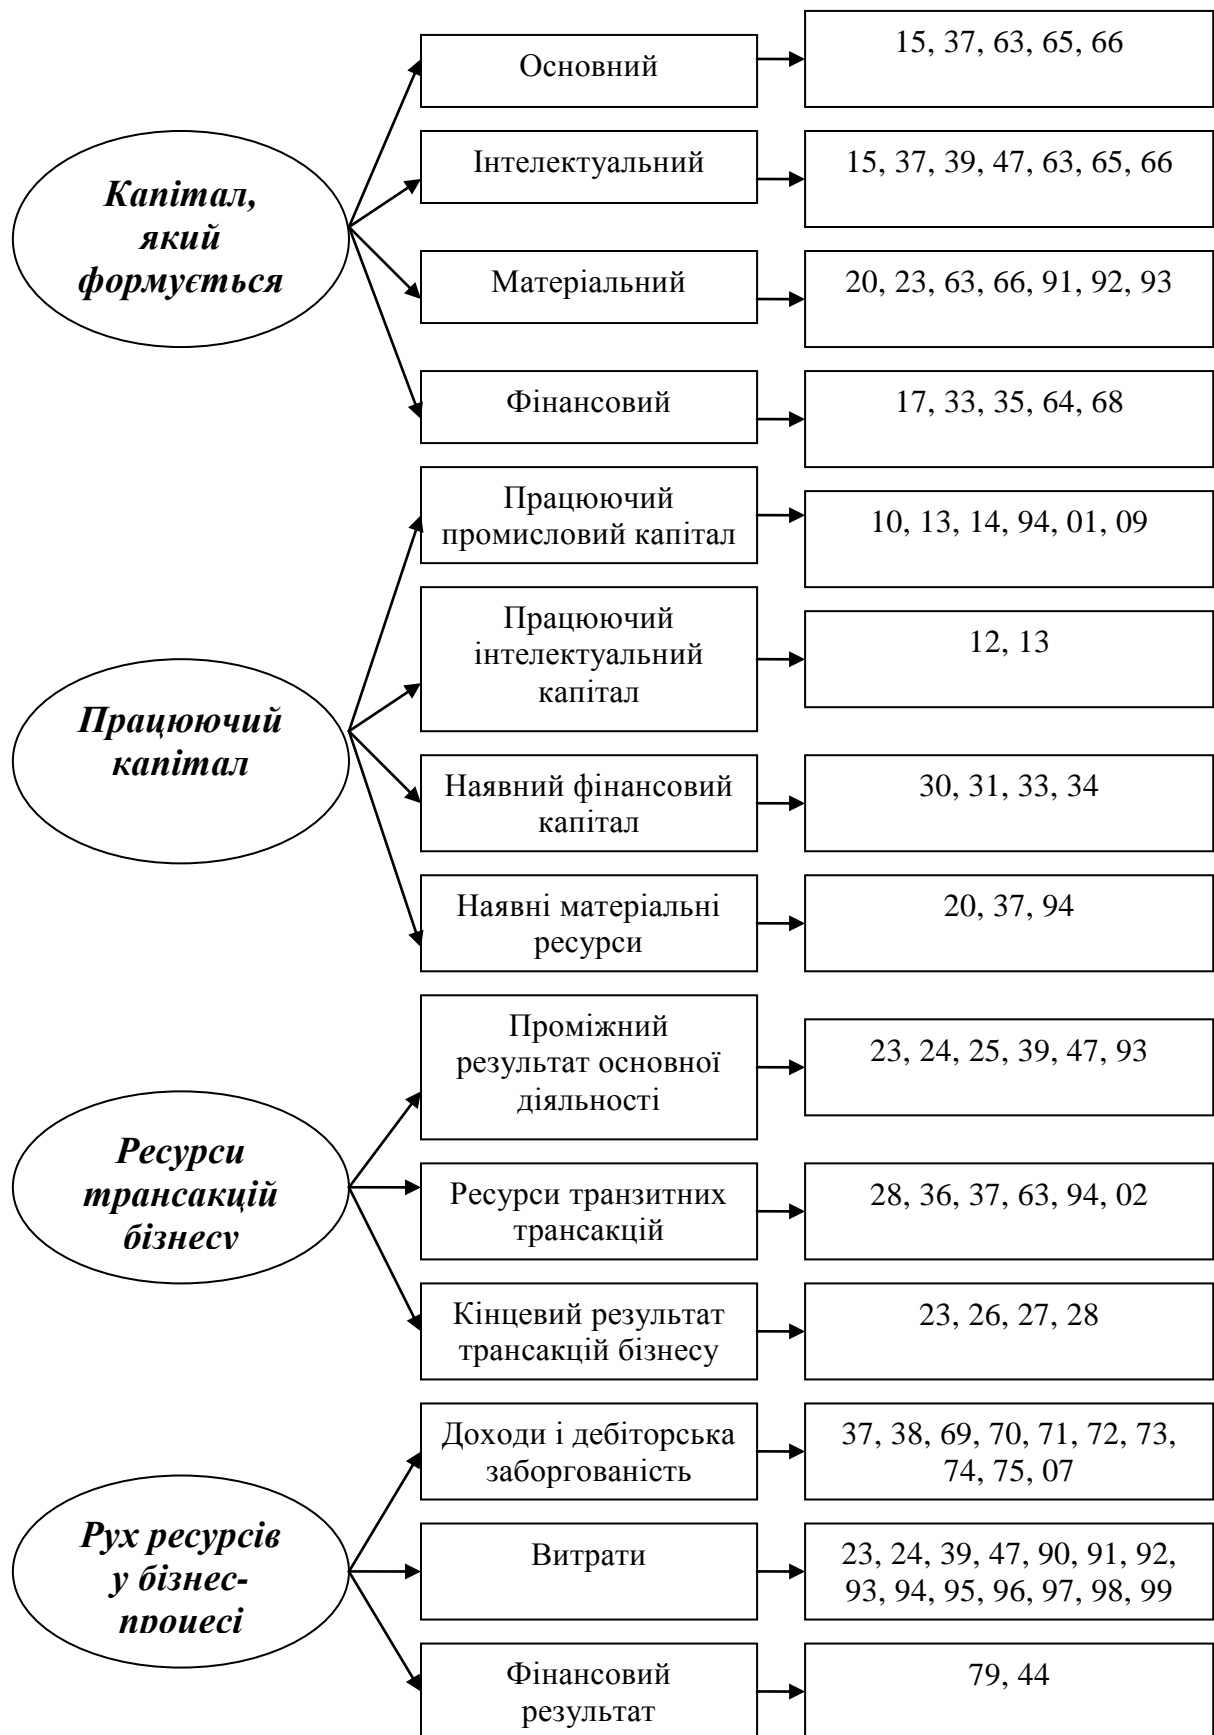 Капітал,
який
формується
Основний
15, 37, 63, 65, 66
Інтелектуальний
15, 37, 39, 47, 63, 65, 66
Матеріальний
20, 23, 63, 66, 91, 92, 93
Фінансовий
17, 33, 35, 64, 68
Працюючий
капітал
Працюючий
промисловий капітал
10, 13, 14, 94, 01, 09
Працюючий
інтелектуальний
капітал
12, 13
Наявний фінансовий
капітал
30, 31, 33, 34
Наявні матеріальні
ресурси
20, 37, 94
Ресурси
трансакцій
бізнесу
Проміжний
результат основної
діяльності
23, 24, 25, 39, 47, 93
Ресурси транзитних
трансакцій
28, 36, 37, 63, 94, 02
Кінцевий результат
трансакцій бізнесу
23, 26, 27, 28
Рух ресурсів
у бізнес-
процесі
Доходи і дебіторська
заборгованість
37, 38, 69, 70, 71, 72, 73,
74, 75, 07
Витрати
23, 24, 39, 47, 90, 91, 92,
93, 94, 95, 96, 97, 98, 99
Фінансовий
результат
79, 44